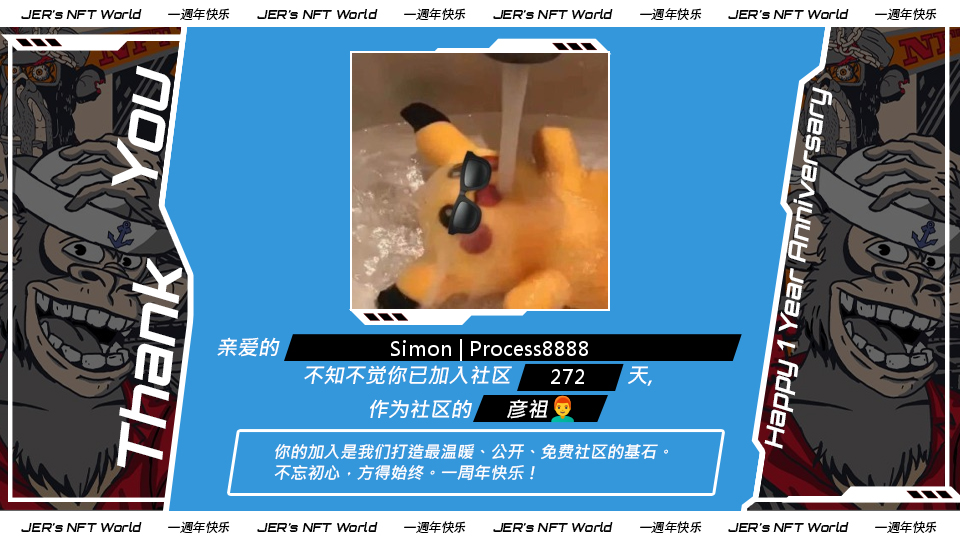 JER's NFT World 一週年快乐 JER's NFT World 一週年快乐 JER's NFT World 一週年快乐 JER's NFT World 一週年快乐
Thank You
Happy 1 Year Anniversary
亲爱的 Simon | Process8888
不知不觉你已加入社区 272 天,
作为社区的 彦祖👨‍🦰
你的加入是我们打造最温暖、公开、免费社区的基石。
不忘初心，方得始终。一周年快乐！
JER's NFT World 一週年快乐 JER's NFT World 一週年快乐 JER's NFT World 一週年快乐 JER's NFT World 一週年快乐